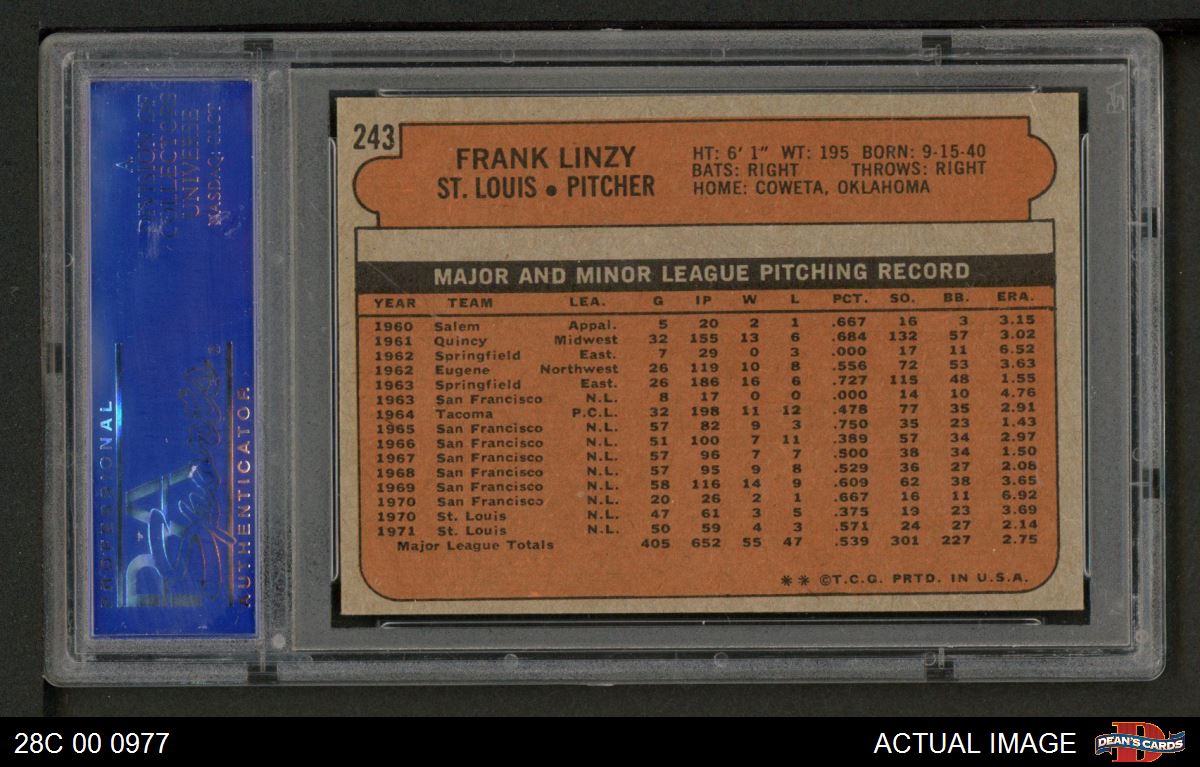 243
FRANK LINZY
ST. LOUIS • PITCHER
HT: 6' 1" WT: 195 BORN: 9-15-40
BATS: RIGHT THROWS: RIGHT
HOME: COWETA, OKLAHOMA
MAJOR AND MINOR LEAGUE PITCHING RECORD
YEAR TEAM LEA. G IP W L PCT. SO. BB. ERA.
1960 Salem Appal. 5 20 2 1 .667 16 3 3.15
1961 Quincy Midwest 32 155 13 6 .684 132 57 3.02
1962 Springfield East. 7 29 0 3 .000 17 11 6.52
1962 Eugene Northwest 26 119 10 8 .556 72 53 3.63
1963 Springfield East. 26 186 16 6 .727 115 48 1.55
1963 San Francisco N.L. 8 17 0 0 .000 14 10 4.76
1964 Tacoma P.C.L. 32 198 11 12 .478 77 35 2.91
1965 San Francisco N.L. 57 82 9 3 .750 35 23 1.43
1966 San Francisco N.L. 51 100 7 11 .389 57 34 2.97
1967 San Francisco N.L. 57 96 7 7 .500 38 34 1.50
1968 San Francisco N.L. 57 95 9 8 .529 36 27 2.08
1969 San Francisco N.L. 58 116 14 9 .609 62 38 3.65
1970 San Francisco N.L. 20 26 2 1 .667 16 11 6.92
1970 St. Louis N.L. 47 61 3 5 .375 19 23 3.69
1971 St. Louis N.L. 50 59 4 3 .571 24 27 2.14
Major League Totals 405 652 55 47 .539 301 227 2.75
** ©T.C.G. PRTD. IN U.S.A.
DIVISION OF
COLLECTORS
UNIVERSE
NASDAQ: CLCT
PROFESSIONAL
PSA
AUTHENTICATOR
28C 00 0977
ACTUAL IMAGE
D
DEAN'S CARDS